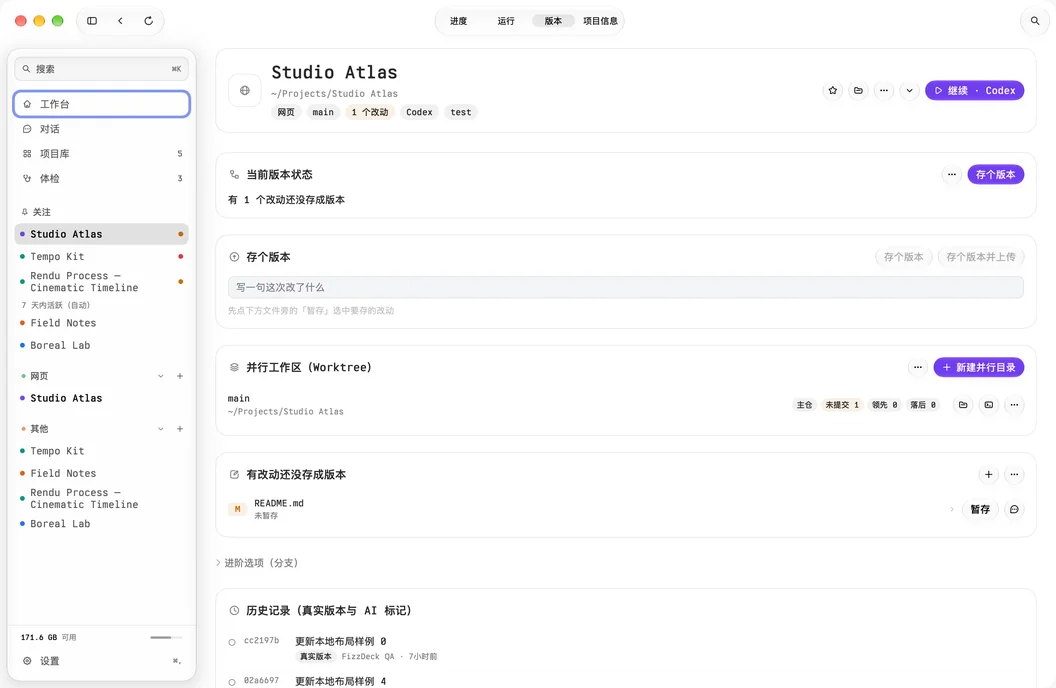 进度 运行 版本 项目信息
搜索 ⌘K
工作台
对话
项目库 5
体检 3
关注
Studio Atlas
Tempo Kit
Rendu Process —
Cinematic Timeline
7 天内活跃（自动）
Field Notes
Boreal Lab
网页
Studio Atlas
其他
Tempo Kit
Field Notes
Rendu Process —
Cinematic Timeline
Boreal Lab
171.6 GB 可用
设置 ⌘,
Studio Atlas
~/Projects/Studio Atlas
网页 main 1 个改动 Codex test
继续 · Codex
当前版本状态
存个版本
有 1 个改动还没存成版本
存个版本
存个版本 存个版本并上传
写一句这次改了什么
先点下方文件旁的「暂存」选中要存的改动
并行工作区 (Worktree)
+ 新建并行目录
main
~/Projects/Studio Atlas
主仓 未提交 1 领先 0 落后 0
有改动还没存成版本
M README.md
未暂存
暂存
进阶选项（分支）
历史记录（真实版本与 AI 标记）
cc2197b 更新本地布局样例 0
真实版本 FizzDeck QA · 7小时前
02a6697 更新本地布局样例 4